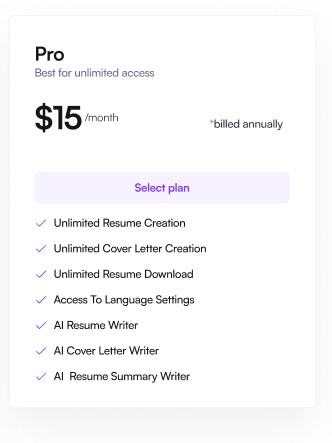 Pro
Best for unlimited access
$15 /month
*billed annually
Select plan
Unlimited Resume Creation
Unlimited Cover Letter Creation
Unlimited Resume Download
Access To Language Settings
AI Resume Writer
AI Cover Letter Writer
AI  Resume Summary Writer